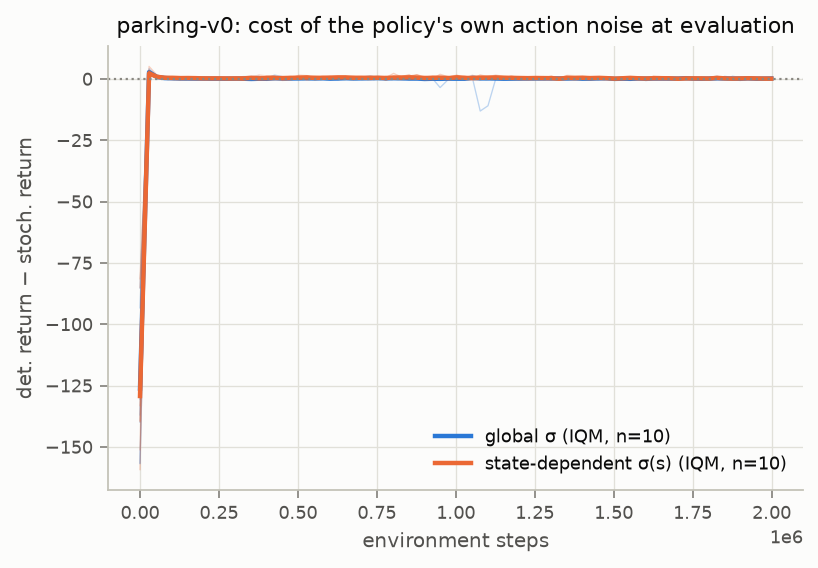 parking-v0: cost of the policy's own action noise at evaluation
det. return − stoch. return
0
−25
−50
−75
−100
−125
−150
global σ (IQM, n=10)
state-dependent σ(s) (IQM, n=10)
0.00 0.25 0.50 0.75 1.00 1.25 1.50 1.75 2.00
1e6
environment steps